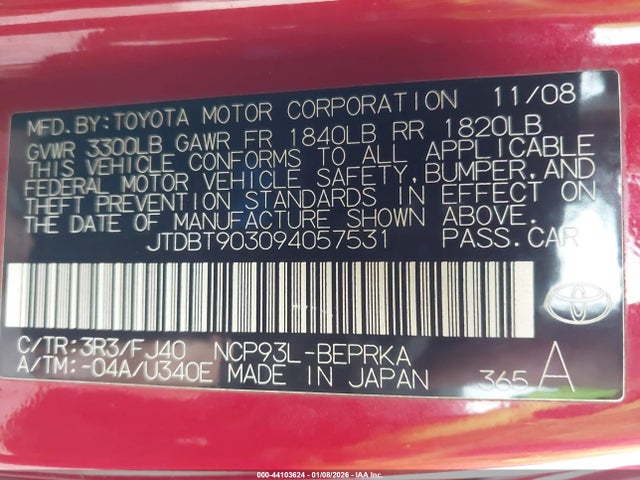 MFD.BY:TOYOTA MOTOR CORPORATION 11/08
GVWR 3300LB GAWR FR 1840LB RR 1820LB
THIS VEHICLE CONFORMS TO ALL APPLICABLE
FEDERAL MOTOR VEHICLE SAFETY,BUMPER,AND
THEFT PREVENTION STANDARDS IN EFFECT ON
THE DATE OF MANUFACTURE SHOWN ABOVE.
JTDBT903094057531 PASS.CAR
C/TR:3R3/FJ40 NCP93L-BEPRKA
A/TM:-04A/U340E MADE IN JAPAN 365 A
000-44103624 | 01/08/2026 - IAA Inc.